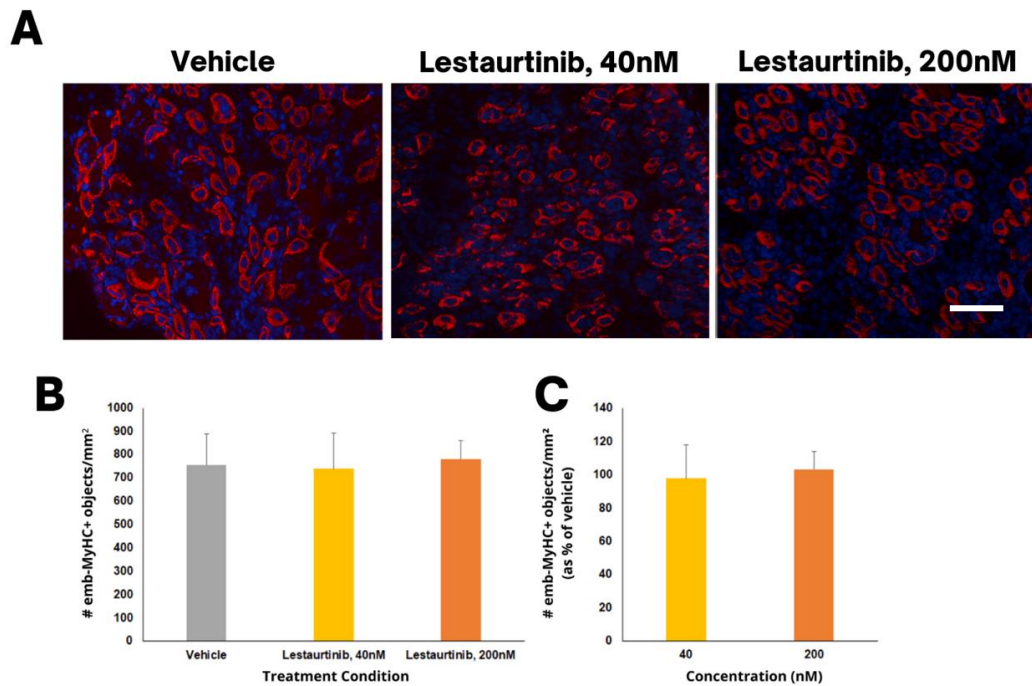 A
Vehicle
Lestaurtinib, 40nM
Lestaurtinib, 200nM
B
# emb-MyHC+ objects/mm²
1000
900
800
700
600
500
400
300
200
100
0
Vehicle
Lestaurtinib, 40nM
Lestaurtinib, 200nM
Treatment Condition
C
# emb-MyHC+ objects/mm²
(as % of vehicle)
140
120
100
80
60
40
20
0
40
200
Concentration (nM)